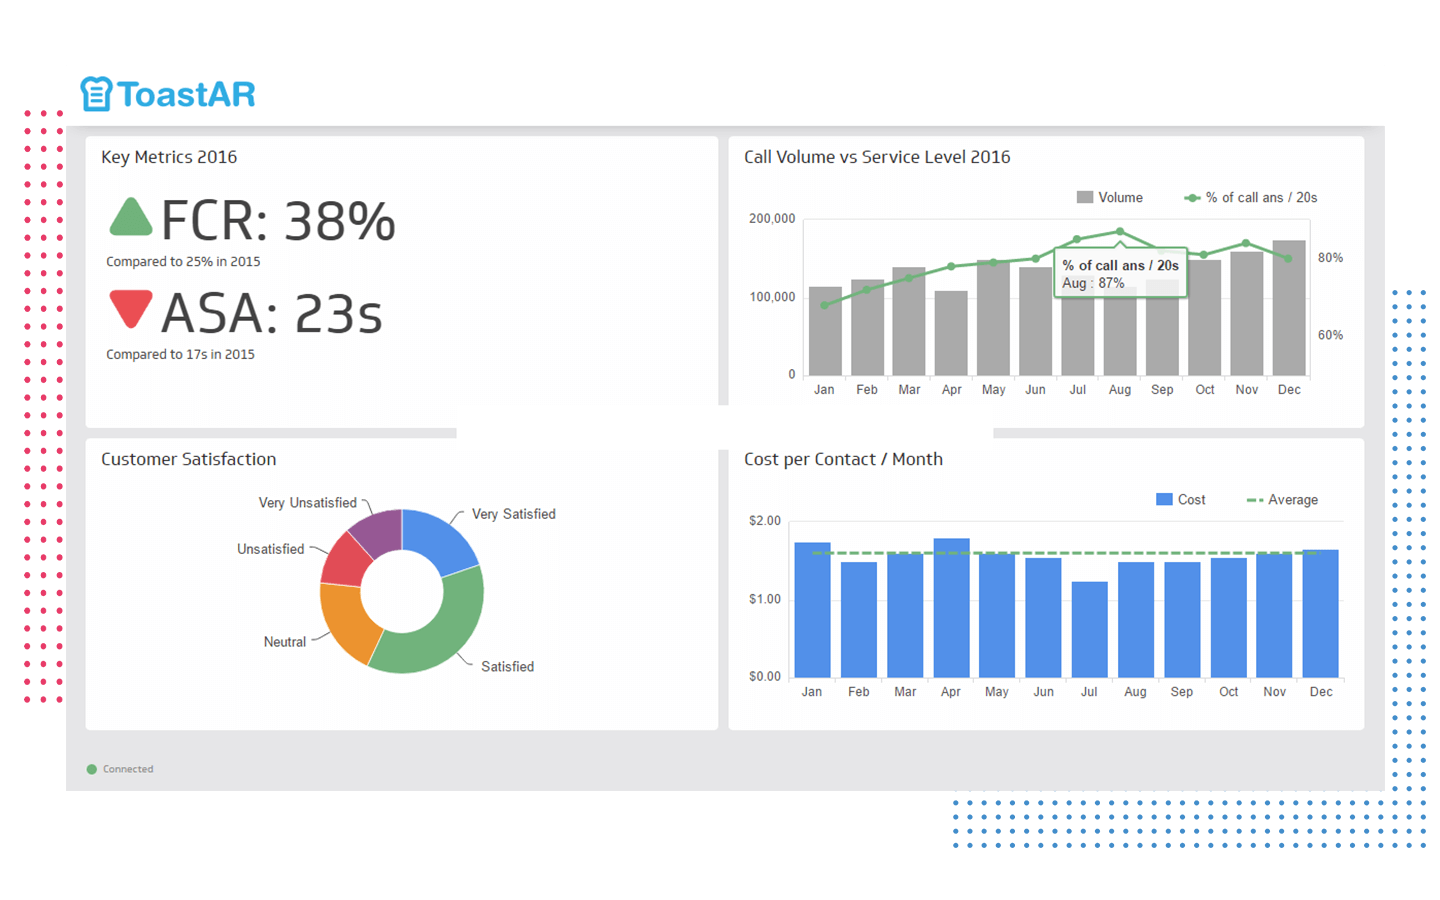 ToastAR
Key Metrics 2016
FCR: 38%
Compared to 25% in 2015
ASA: 23s
Compared to 17s in 2015
Call Volume vs Service Level 2016
Volume % of call ans / 20s
200,000
100,000
0
80%
60%
% of call ans / 20s
Aug : 87%
Jan Feb Mar Apr May Jun Jul Aug Sep Oct Nov Dec
Customer Satisfaction
Very Unsatisfied
Very Satisfied
Unsatisfied
Neutral
Satisfied
Cost per Contact / Month
Cost Average
$2.00
$1.00
$0.00
Jan Feb Mar Apr May Jun Jul Aug Sep Oct Nov Dec
Connected